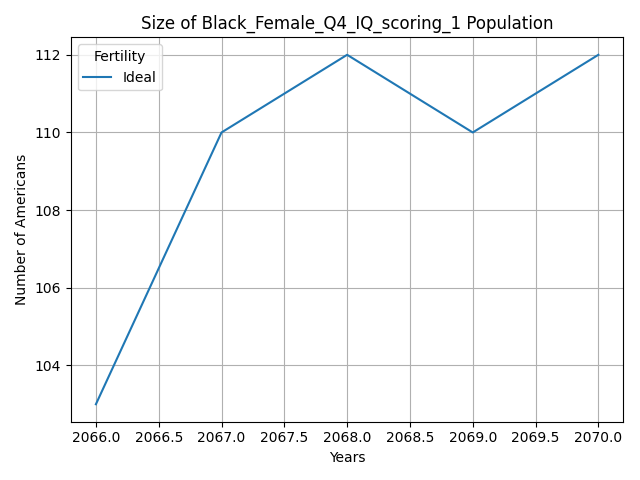 Size of Black_Female_Q4_IQ_scoring_1 Population
Fertility
Ideal
112
110
108
106
104
Number of Americans
2066.0 2066.5 2067.0 2067.5 2068.0 2068.5 2069.0 2069.5 2070.0
Years